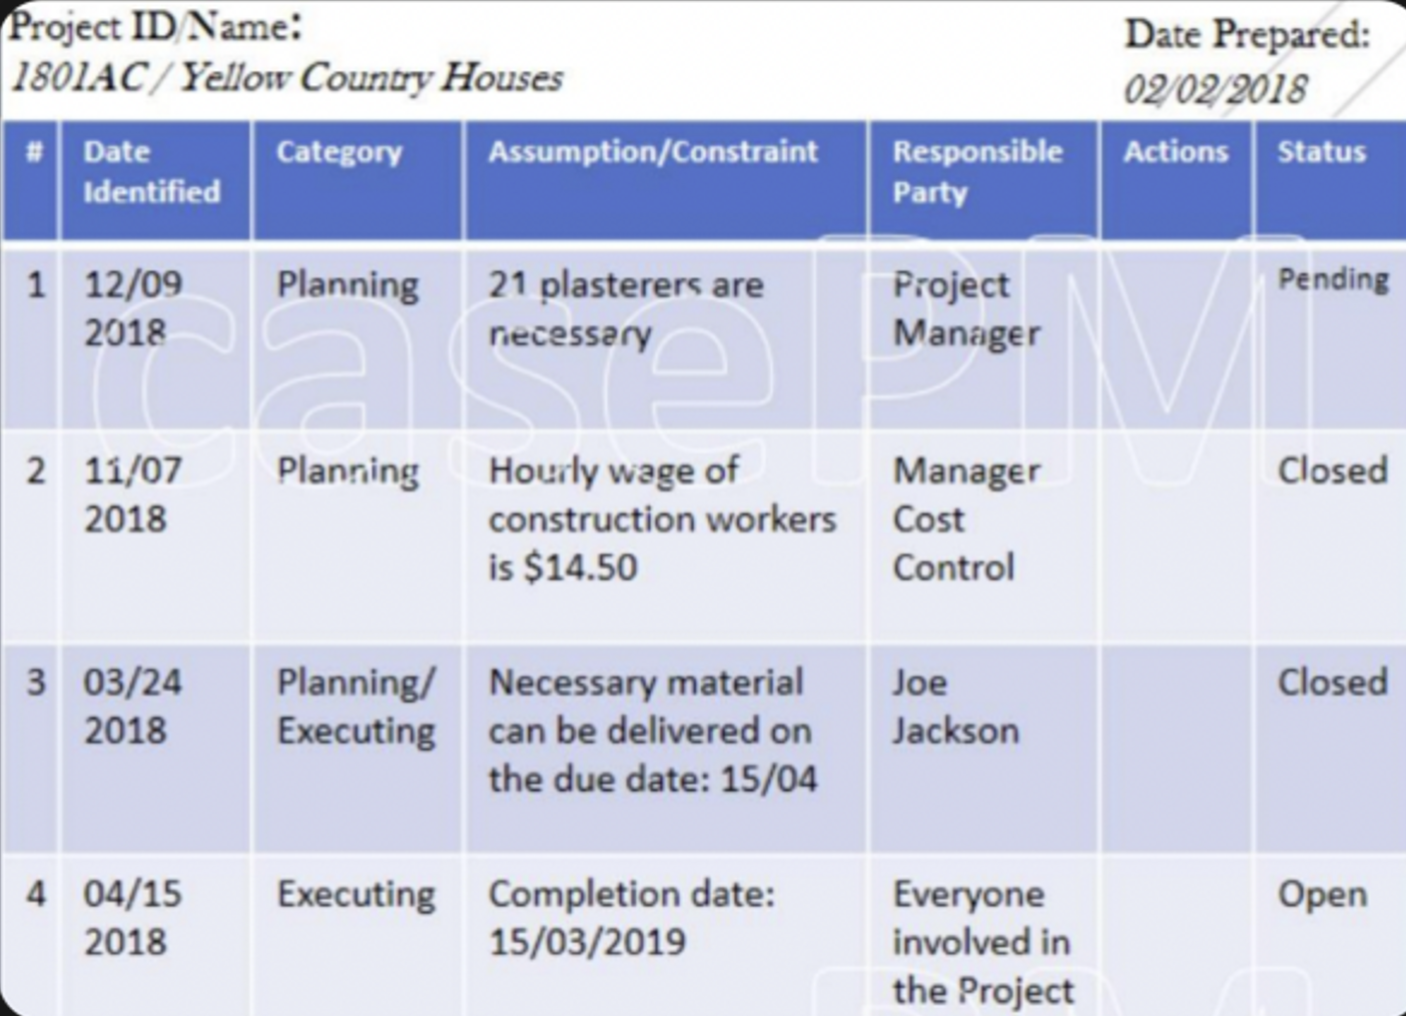 Project ID/Name:
1801AC / Yellow Country Houses
Date Prepared:
02/02/2018
# Date Identified Category Assumption/Constraint Responsible Party Actions Status
1 12/09 2018 Planning 21 plasterers are necessary Project Manager Pending
2 11/07 2018 Planning Hourly wage of construction workers is $14.50 Manager Cost Control Closed
3 03/24 2018 Planning/ Executing Necessary material can be delivered on the due date: 15/04 Joe Jackson Closed
4 04/15 2018 Executing Completion date: 15/03/2019 Everyone involved in the Project Open
casePM